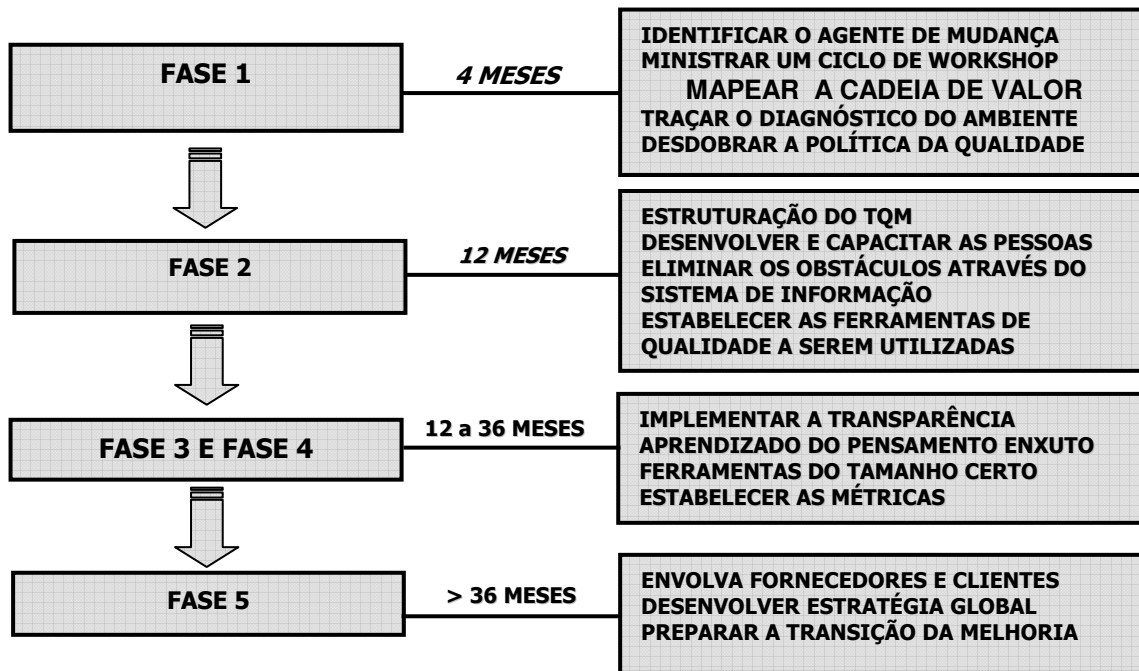 FASE 1
4 MESES
IDENTIFICAR O AGENTE DE MUDANÇA
MINISTRAR UM CICLO DE WORKSHOP
MAPEAR A CADEIA DE VALOR
TRAÇAR O DIAGNÓSTICO DO AMBIENTE
DESDOBRAR A POLÍTICA DA QUALIDADE
FASE 2
12 MESES
ESTRUTURAÇÃO DO TQM
DESENVOLVER E CAPACITAR AS PESSOAS
ELIMINAR OS OBSTÁCULOS ATRAVÉS DO
SISTEMA DE INFORMAÇÃO
ESTABELECER AS FERRAMENTAS DE
QUALIDADE A SEREM UTILIZADAS
FASE 3 E FASE 4
12 a 36 MESES
IMPLEMENTAR A TRANSPARÊNCIA
APRENDIZADO DO PENSAMENTO ENXUTO
FERRAMENTAS DO TAMANHO CERTO
ESTABELECER AS MÉTRICAS
FASE 5
> 36 MESES
ENVOLVA FORNECEDORES E CLIENTES
DESENVOLVER ESTRATÉGIA GLOBAL
PREPARAR A TRANSIÇÃO DA MELHORIA